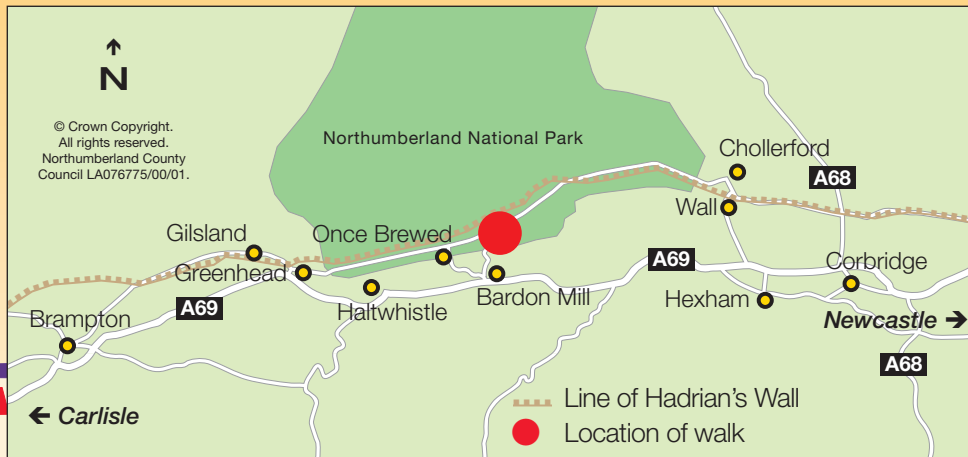 N
© Crown Copyright.
All rights reserved.
Northumberland County
Council LA076775/00/01.
Northumberland National Park
Chollerford
A68
Wall
Gilsland
Once Brewed
Greenhead
A69
Corbridge
Bardon Mill
Hexham
A69
Haltwhistle
Brampton
Newcastle →
A68
Line of Hadrian's Wall
← Carlisle
Location of walk